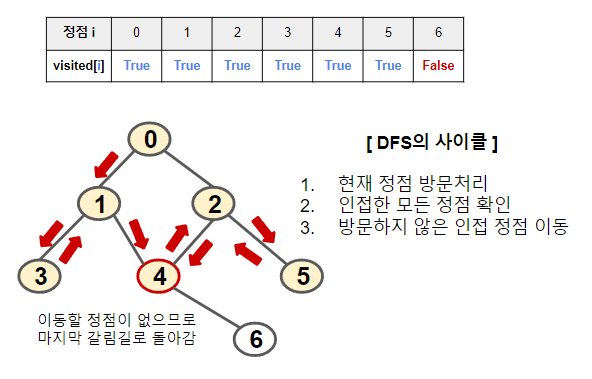 정점 i 0 1 2 3 4 5 6
visited[i] True True True True True True False
[ DFS의 사이클 ]
0
1. 현재 정점 방문처리
2. 인접한 모든 정점 확인
3. 방문하지 않은 인접 정점 이동
1 2
3 4 5
이동할 정점이 없으므로
마지막 갈림길로 돌아감
6